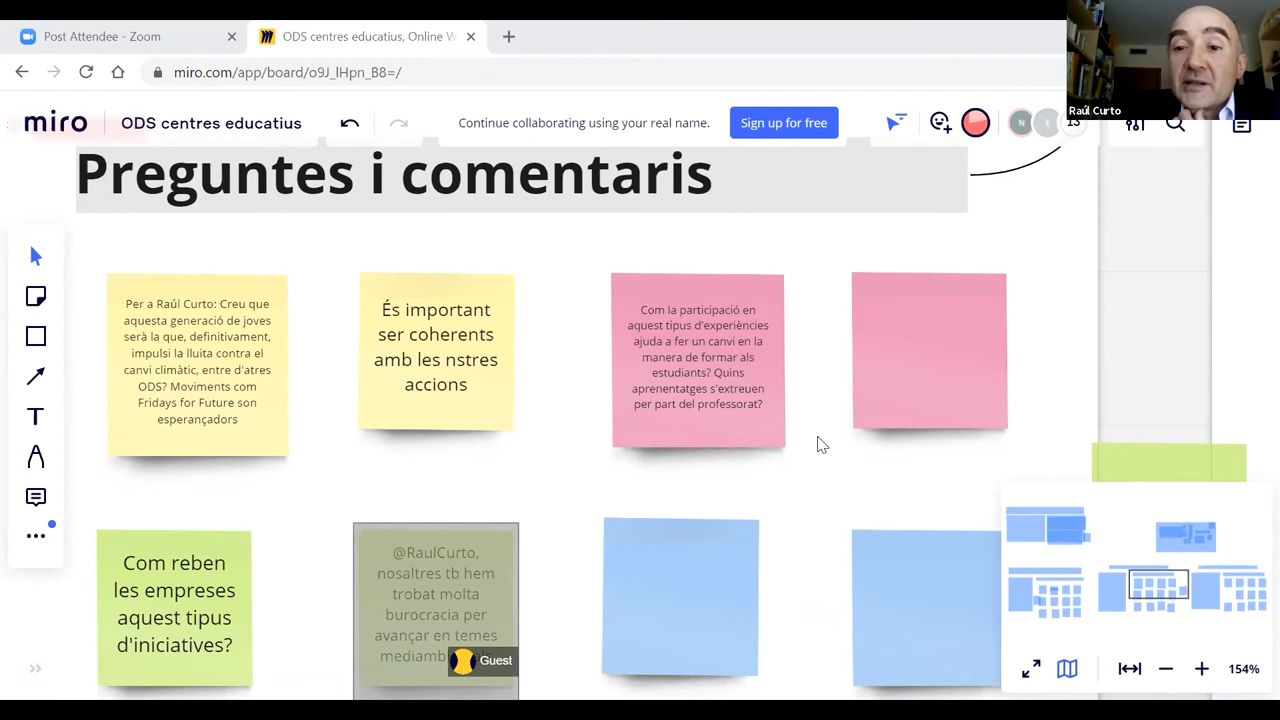 Post Attendee - Zoom
ODS centres educatius, Online W
miro.com/app/board/o9J_lHpn_B8=/
Raúl Curto
miro
ODS centres educatius
Continue collaborating using your real name.
Sign up for free
N
E
13
Preguntes i comentaris
Per a Raúl Curto: Creu que
aquesta generació de joves
serà la que, definitivament,
impulsi la lluita contra el
canvi climàtic, entre d'atres
ODS? Moviments com
Fridays for Future son
esperançadors
És important
ser coherents
amb les nstres
accions
Com la participació en
aquest tipus d'experiències
ajuda a fer un canvi en la
manera de formar als
estudiants? Quins
aprenentatges s'extreuen
per part del professorat?
Com reben
les empreses
aquest tipus
d'iniciatives?
@RaulCurto,
nosaltres tb hem
trobat molta
burocracia per
avançar en temes
Guest
154%